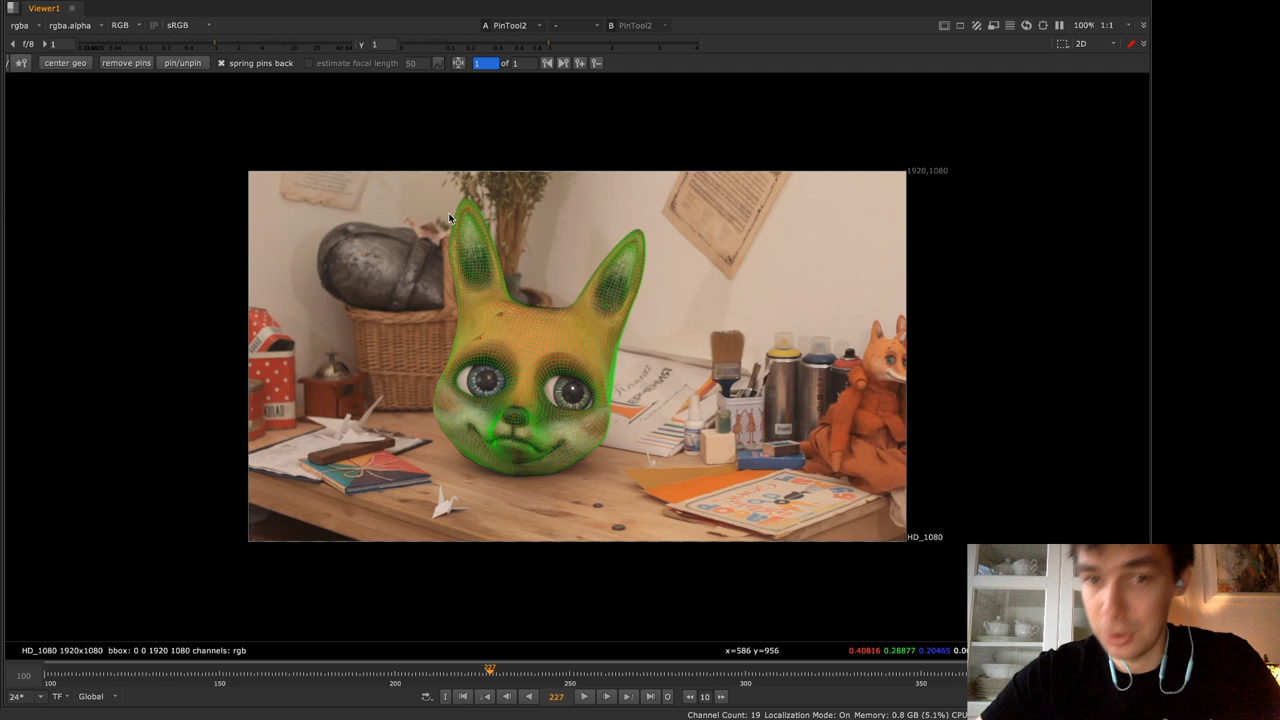 Viewer1
rgba rgba.alpha RGB IP sRGB A PinTool2 - B PinTool2 100% 1:1
f/8 1 Y 1 2D
center geo remove pins pin/unpin spring pins back estimate focal length 50 1 of 1
1920,1080
HD_1080
HD_1080 1920x1080 bbox: 0 0 1920 1080 channels: rgb x=586 y=956 0.40816 0.28877 0.20465
227
100
100 150 200 250 300 350
24* TF Global I O 227 10
Channel Count: 19 Localization Mode: On Memory: 0.8 GB (5.1%) CPU